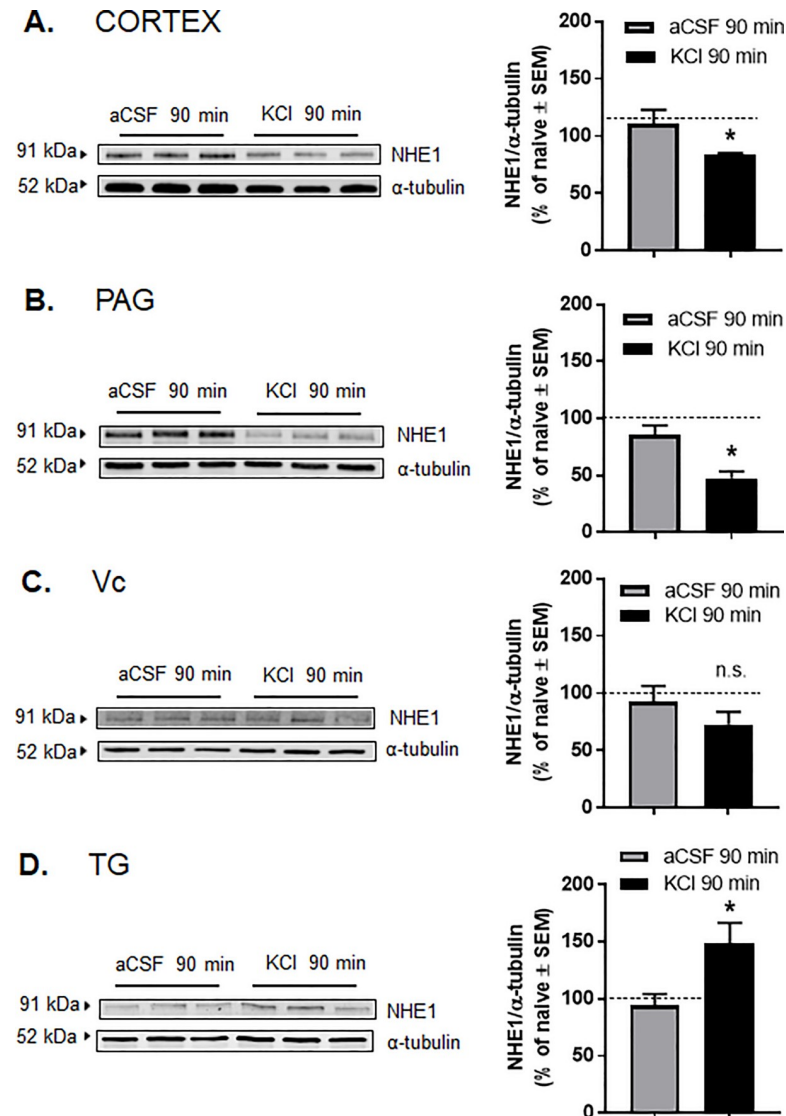 A. CORTEX
aCSF 90 min KCl 90 min
91 kDa NHE1
52 kDa α-tubulin
NHE1/α-tubulin
(% of naive ± SEM)
200
150
100
50
0
aCSF 90 min
KCl 90 min
*
B. PAG
aCSF 90 min KCl 90 min
91 kDa NHE1
52 kDa α-tubulin
NHE1/α-tubulin
(% of naive ± SEM)
200
150
100
50
0
aCSF 90 min
KCl 90 min
*
C. Vc
aCSF 90 min KCl 90 min
91 kDa NHE1
52 kDa α-tubulin
NHE1/α-tubulin
(% of naive ± SEM)
200
150
100
50
0
aCSF 90 min
KCl 90 min
n.s.
D. TG
aCSF 90 min KCl 90 min
91 kDa NHE1
52 kDa α-tubulin
NHE1/α-tubulin
(% of naive ± SEM)
200
150
100
50
0
aCSF 90 min
KCl 90 min
*